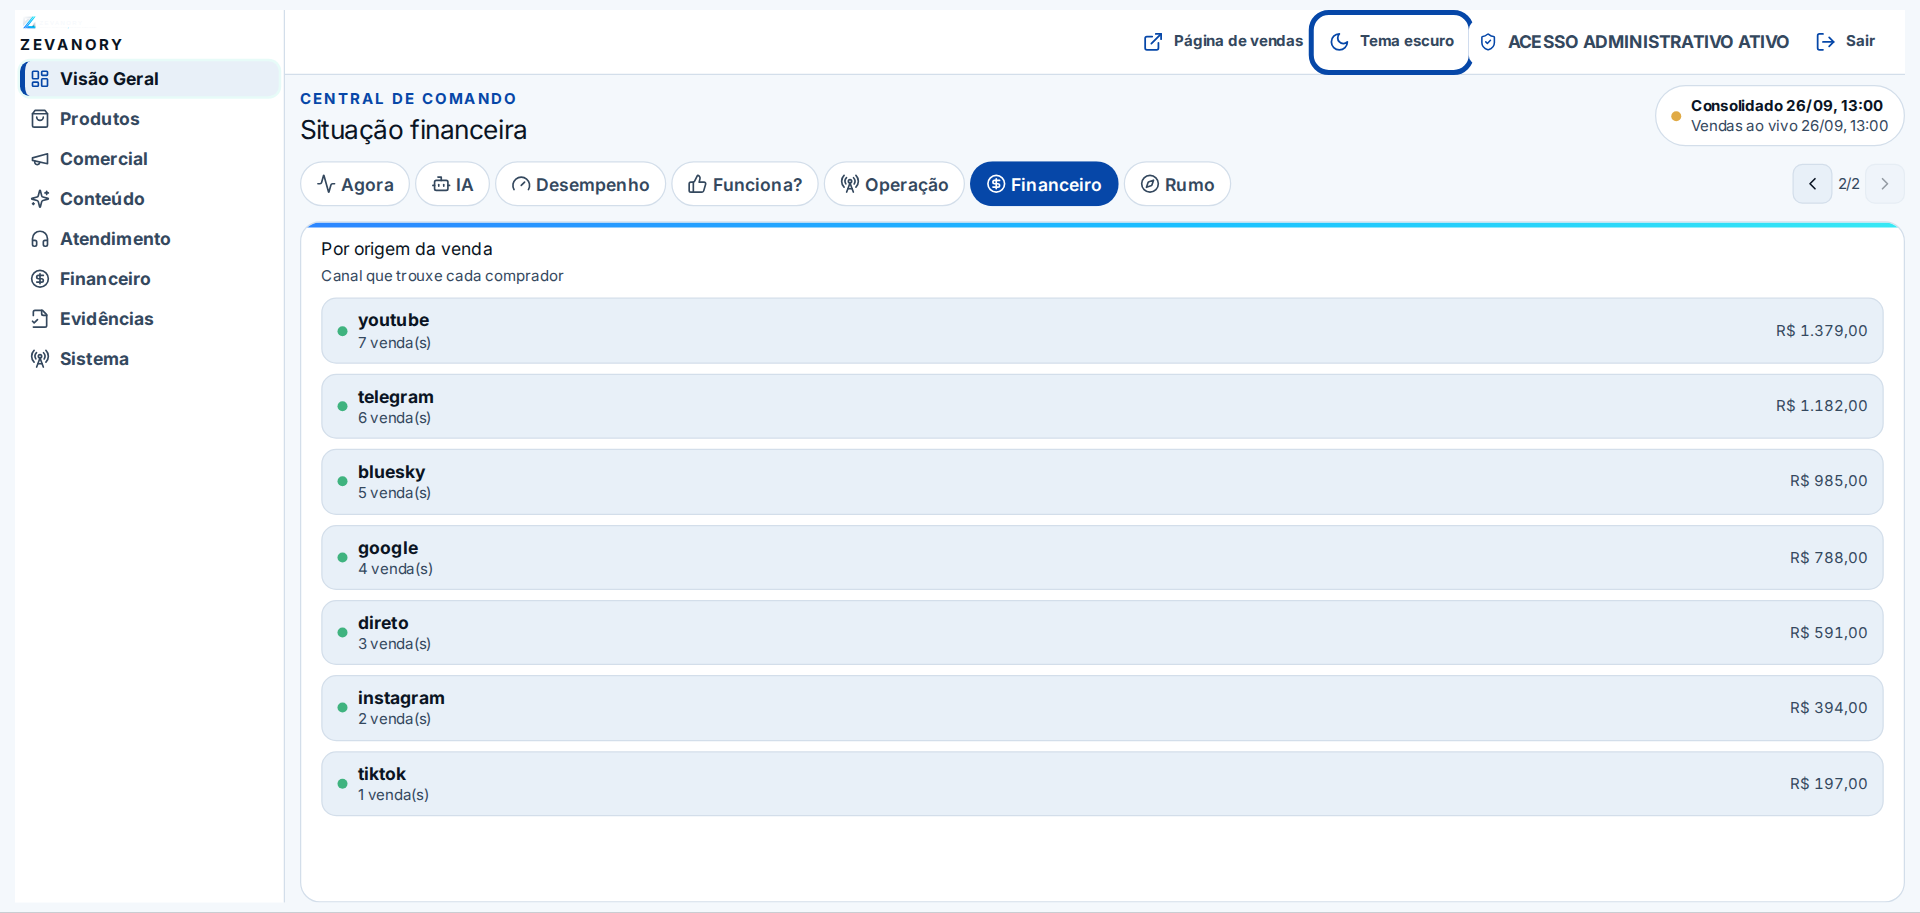 ZEVANORY
Visão Geral
Produtos
Comercial
Conteúdo
Atendimento
Financeiro
Evidências
Sistema
Página de vendas
Tema escuro
ACESSO ADMINISTRATIVO ATIVO
Sair
CENTRAL DE COMANDO
Situação financeira
Consolidado 26/09, 13:00
Vendas ao vivo 26/09, 13:00
Agora
IA
Desempenho
Funciona?
Operação
Financeiro
Rumo
2/2
Por origem da venda
Canal que trouxe cada comprador
youtube
7 venda(s)
R$ 1.379,00
telegram
6 venda(s)
R$ 1.182,00
bluesky
5 venda(s)
R$ 985,00
google
4 venda(s)
R$ 788,00
direto
3 venda(s)
R$ 591,00
instagram
2 venda(s)
R$ 394,00
tiktok
1 venda(s)
R$ 197,00